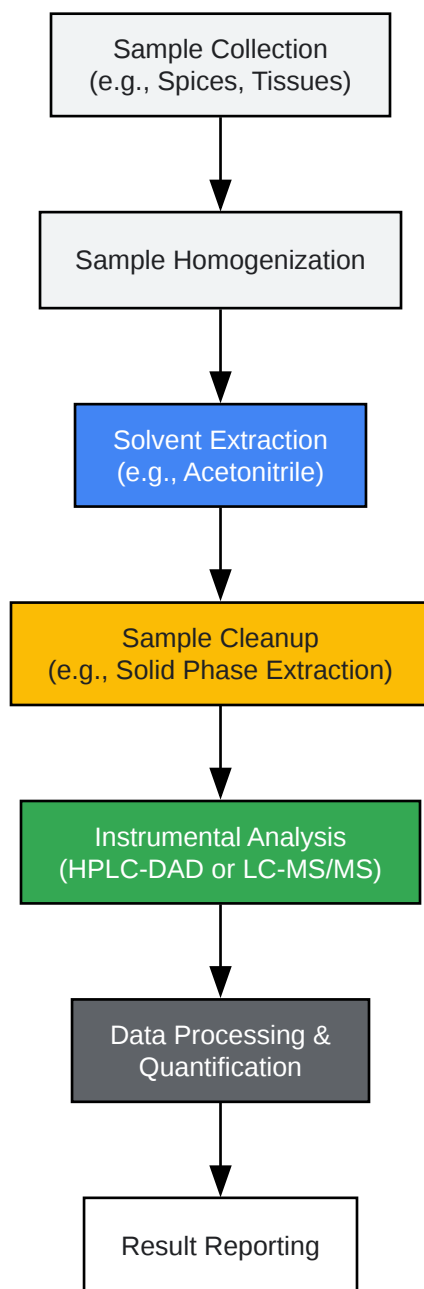 Sample Collection
(e.g., Spices, Tissues)
Sample Homogenization
Solvent Extraction
(e.g., Acetonitrile)
Sample Cleanup
(e.g., Solid Phase Extraction)
Instrumental Analysis
(HPLC-DAD or LC-MS/MS)
Data Processing &
Quantification
Result Reporting